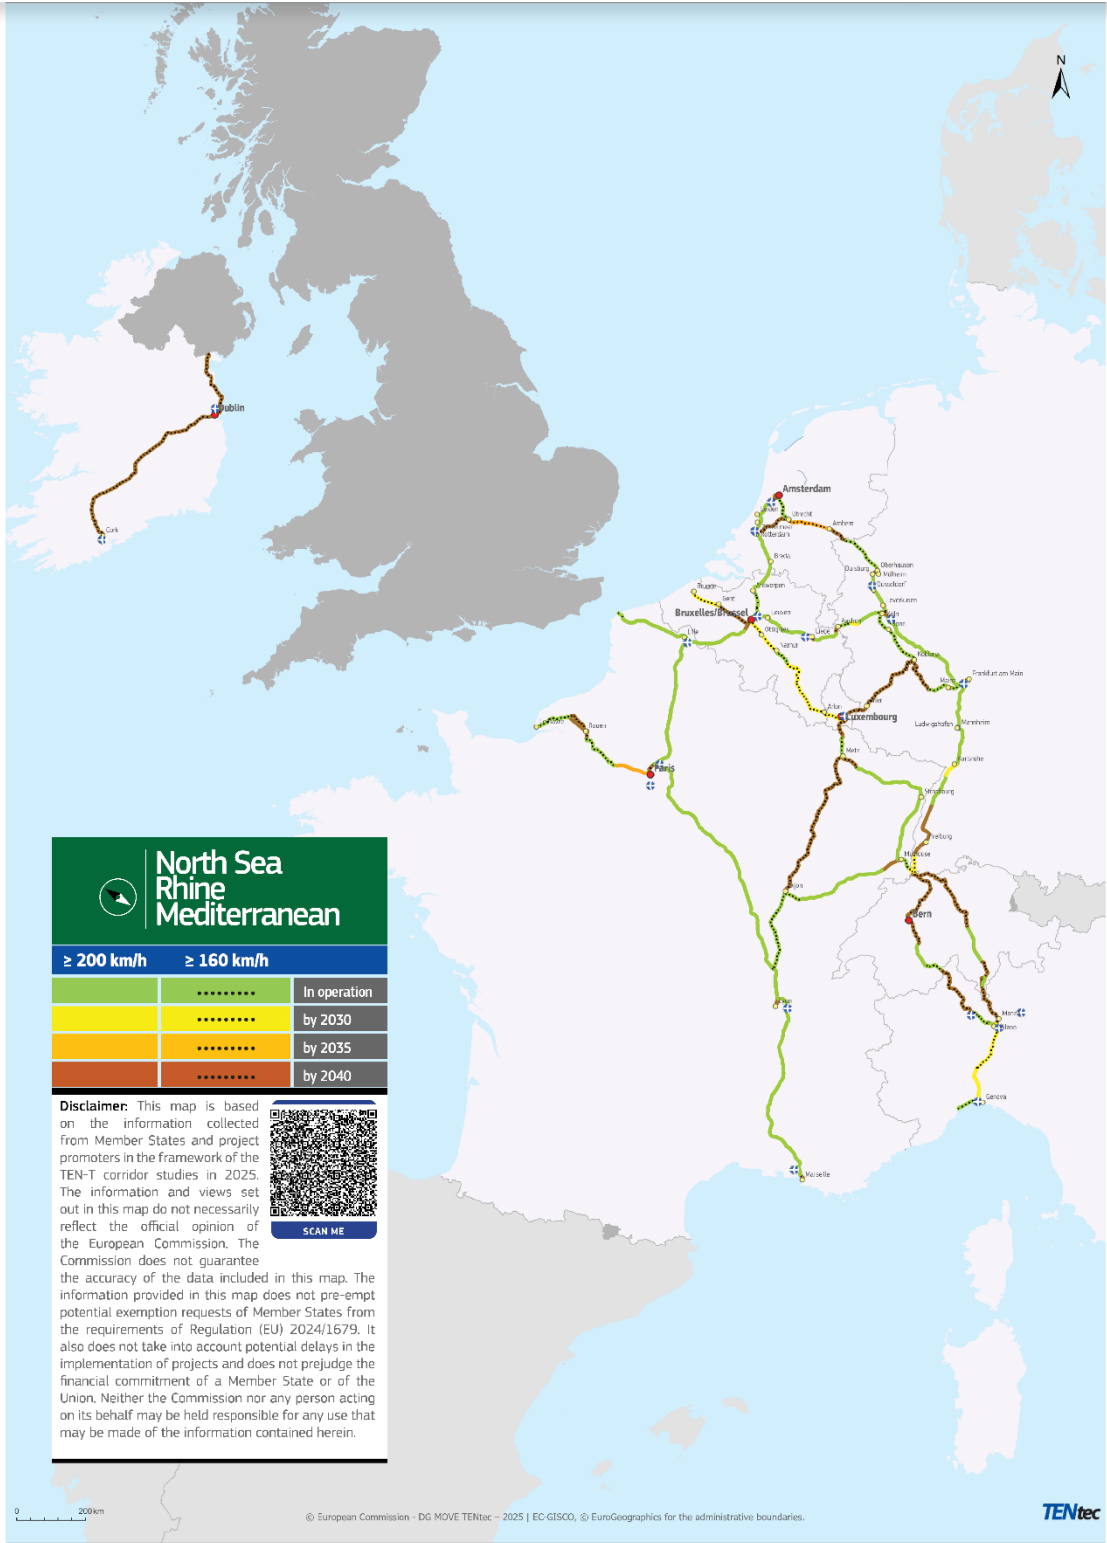 N
Dublin
Cork
Amsterdam
Utrecht
Arnhem
Rotterdam
Breda
Oberhausen
Duisburg
Mülheim
Düsseldorf
Brugge
Gent
Antwerpen
Leverkusen
Bruxelles/Brussel
Leuven
Ottignies
Liège
Aachen
Köln
Bonn
Lille
Namur
Koblenz
Frankfurt am Main
Mainz
Arlon
Trier
Luxembourg
Ludwigshafen
Mannheim
Rouen
Metz
Karlsruhe
Paris
Strasbourg
Freiburg
Mulhouse
Dijon
Bern
Lyon
Milano
Genova
Marseille
North Sea
Rhine
Mediterranean
≥ 200 km/h ≥ 160 km/h
In operation
by 2030
by 2035
by 2040
Disclaimer: This map is based
on the information collected
from Member States and project
promoters in the framework of the
TEN-T corridor studies in 2025.
The information and views set
out in this map do not necessarily
reflect the official opinion of
the European Commission. The
Commission does not guarantee
the accuracy of the data included in this map. The
information provided in this map does not pre-empt
potential exemption requests of Member States from
the requirements of Regulation (EU) 2024/1679. It
also does not take into account potential delays in the
implementation of projects and does not prejudge the
financial commitment of a Member State or of the
Union. Neither the Commission nor any person acting
on its behalf may be held responsible for any use that
may be made of the information contained herein.
SCAN ME
0 200 km
© European Commission - DG MOVE TENtec – 2025 | EC-GISCO, © EuroGeographics for the administrative boundaries.
TENtec